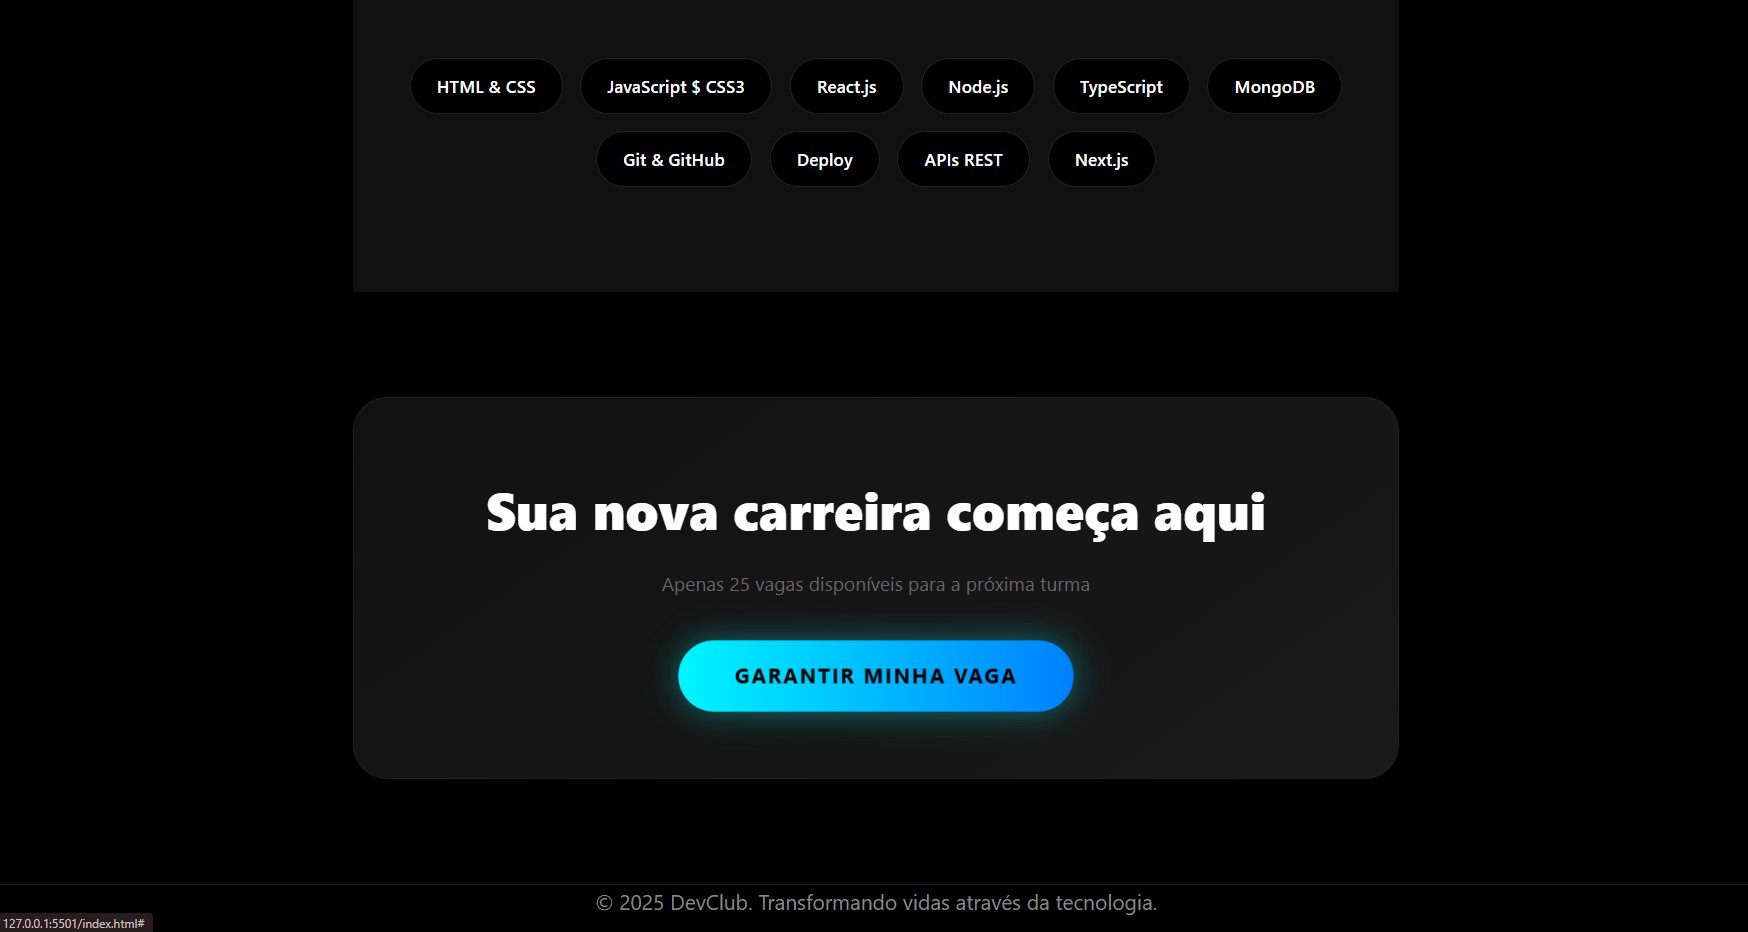 HTML & CSS JavaScript $ CSS3 React.js Node.js TypeScript MongoDB
Git & GitHub Deploy APIs REST Next.js
Sua nova carreira começa aqui
Apenas 25 vagas disponíveis para a próxima turma
GARANTIR MINHA VAGA
© 2025 DevClub. Transformando vidas através da tecnologia.
127.0.0.1:5501/index.html#